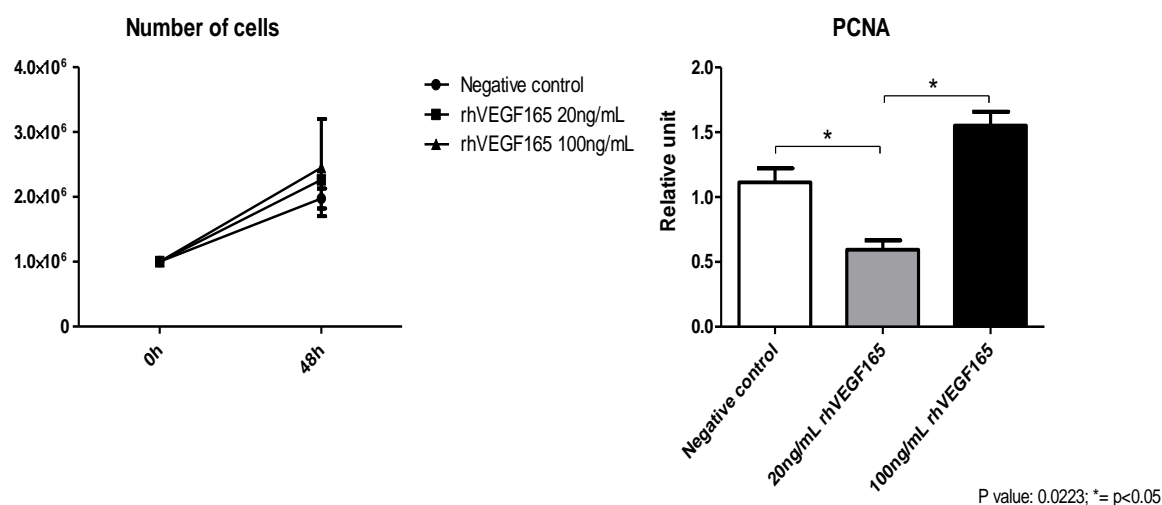 Number of cells
4.0×10⁶
3.0×10⁶
2.0×10⁶
1.0×10⁶
0
0h
48h
Negative control
rhVEGF165 20ng/mL
rhVEGF165 100ng/mL
PCNA
Relative unit
2.0
1.5
1.0
0.5
0.0
*
*
Negative control
20ng/mL rhVEGF165
100ng/mL rhVEGF165
P value: 0.0223; *= p<0.05